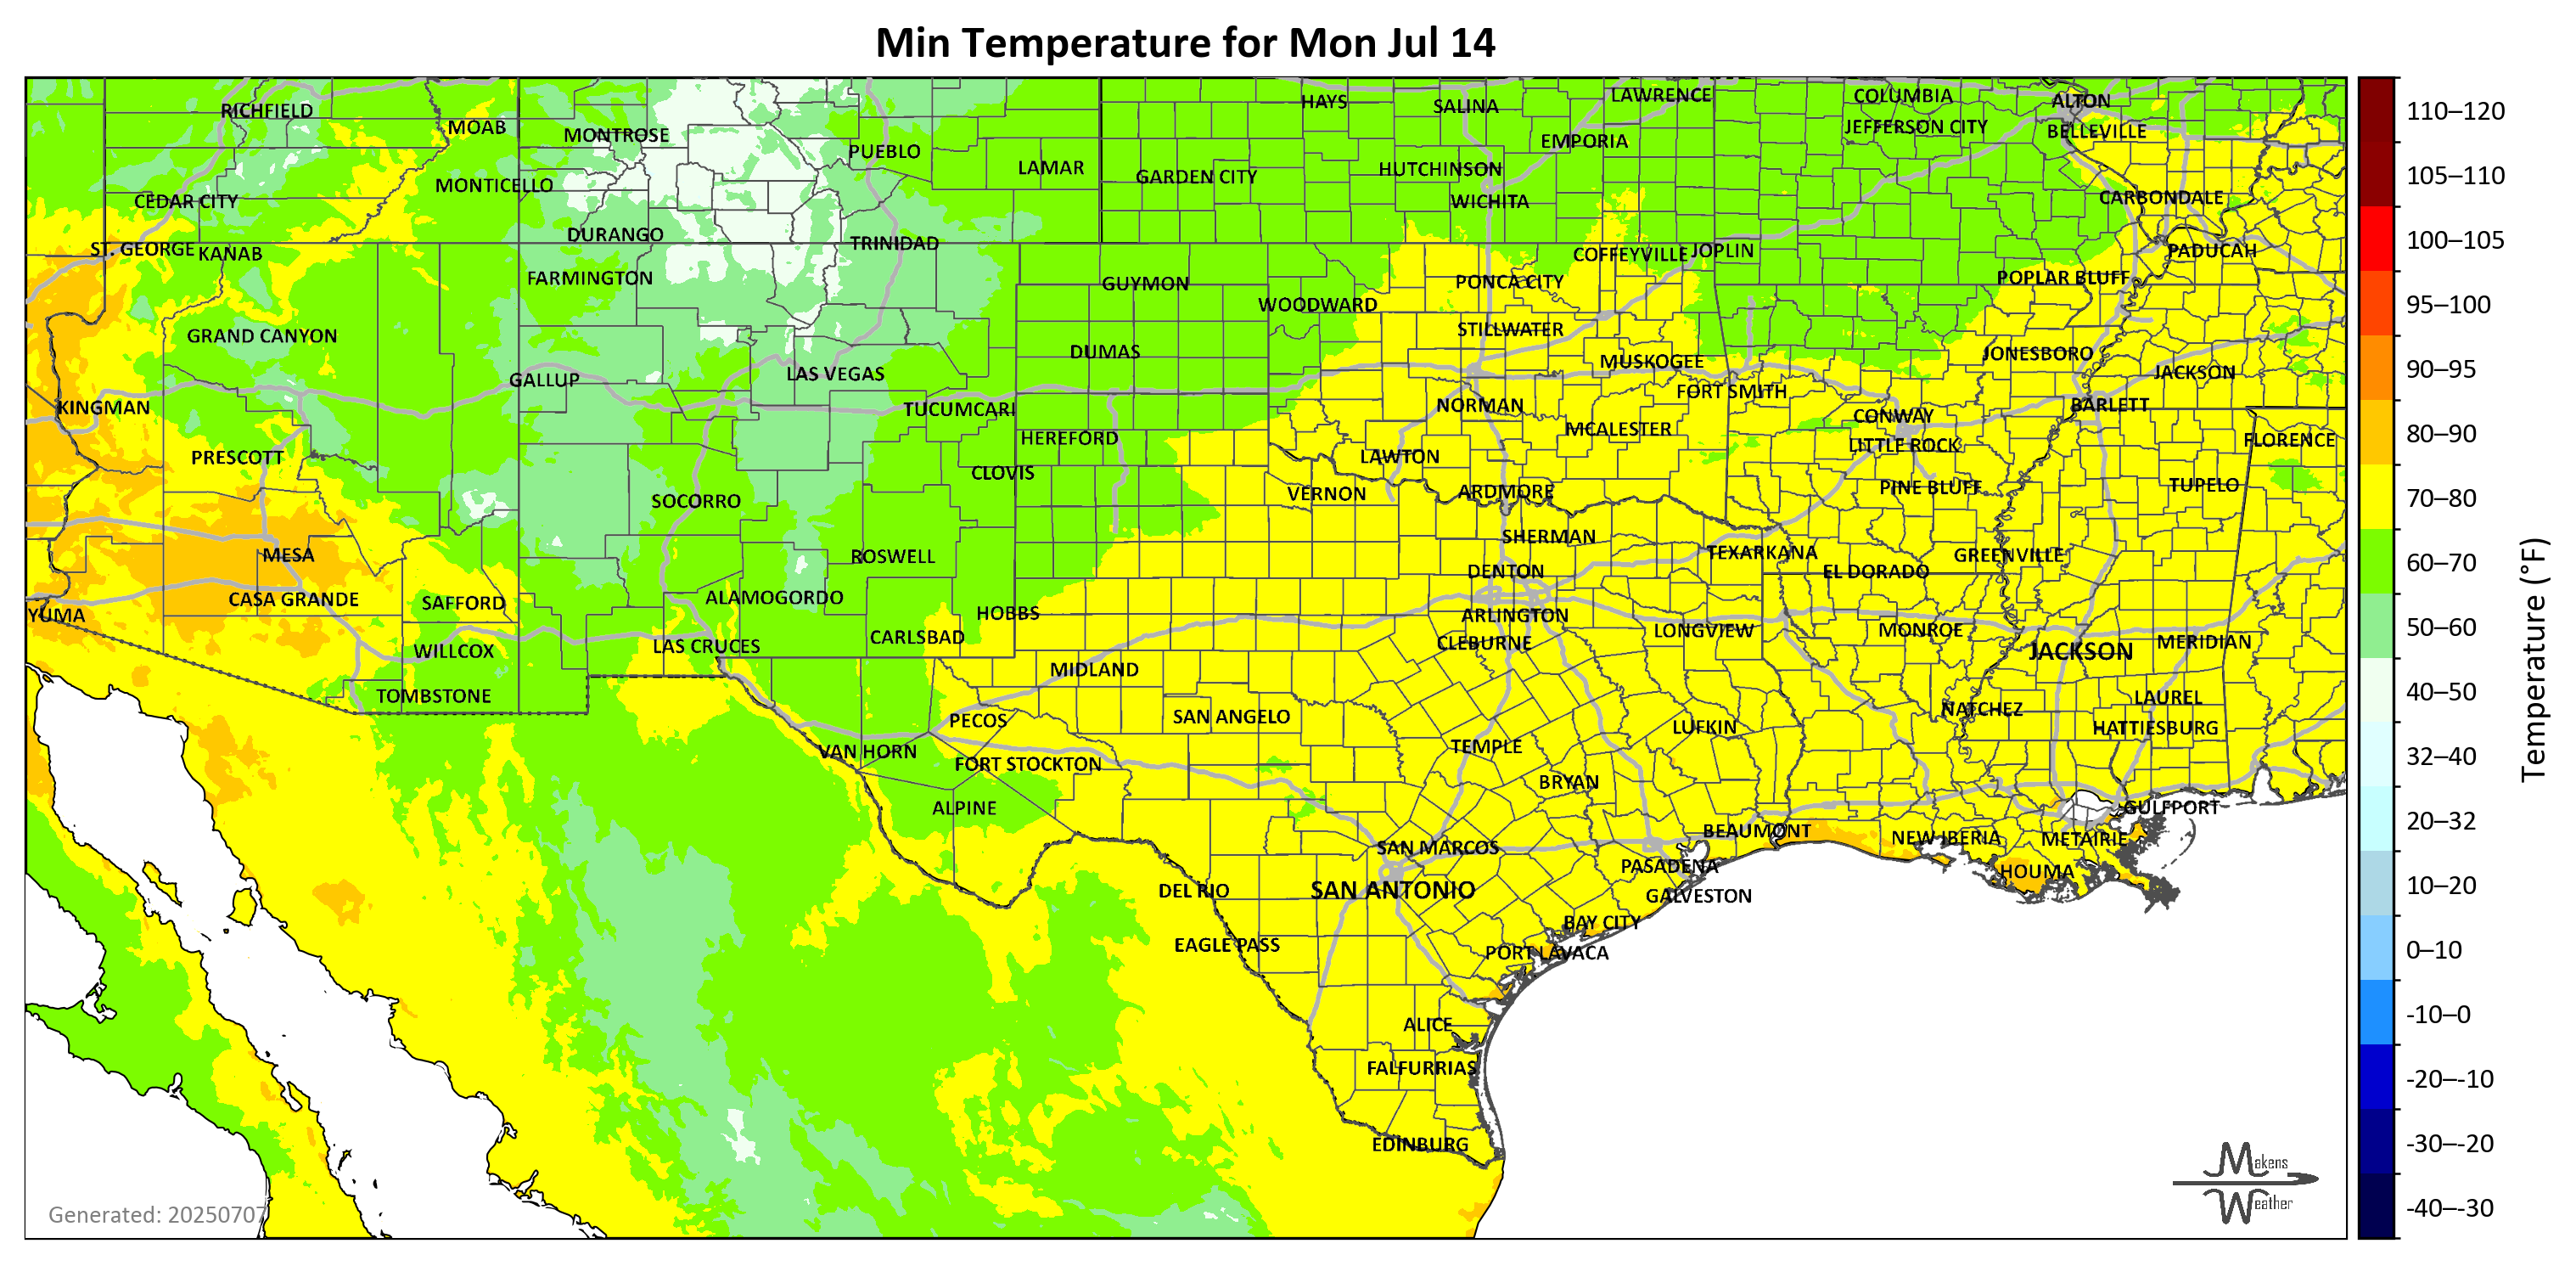 Min Temperature for Mon Jul 14
RICHFIELD
MOAB
MONTROSE
PUEBLO
LAMAR
HAYS
SALINA
LAWRENCE
COLUMBIA
ALTON
GARDEN CITY
HUTCHINSON
EMPORIA
JEFFERSON CITY
BELLEVILLE
MONTICELLO
CEDAR CITY
WICHITA
CARBONDALE
DURANGO
TRINIDAD
ST. GEORGE
KANAB
COFFEYVILLE
JOPLIN
PADUCAH
FARMINGTON
GUYMON
PONCA CITY
POPLAR BLUFF
WOODWARD
GRAND CANYON
STILLWATER
DUMAS
MUSKOGEE
JONESBORO
GALLUP
LAS VEGAS
FORT SMITH
JACKSON
KINGMAN
TUCUMCARI
NORMAN
CONWAY
BARLETT
HEREFORD
MCALESTER
LITTLE ROCK
FLORENCE
PRESCOTT
CLOVIS
LAWTON
SOCORRO
VERNON
ARDMORE
PINE BLUFF
TUPELO
SHERMAN
MESA
ROSWELL
TEXARKANA
GREENVILLE
DENTON
EL DORADO
CASA GRANDE
SAFFORD
ALAMOGORDO
YUMA
HOBBS
ARLINGTON
LAS CRUCES
CARLSBAD
CLEBURNE
LONGVIEW
MONROE
MERIDIAN
WILLCOX
MIDLAND
JACKSON
TOMBSTONE
LAUREL
PECOS
SAN ANGELO
NATCHEZ
LUFKIN
HATTIESBURG
VAN HORN
TEMPLE
FORT STOCKTON
BRYAN
ALPINE
GULFPORT
BEAUMONT
NEW IBERIA
METAIRIE
SAN MARCOS
PASADENA
HOUMA
DEL RIO
SAN ANTONIO
GALVESTON
BAY CITY
EAGLE PASS
PORT LAVACA
ALICE
FALFURRIAS
EDINBURG
Generated: 20250707
Makens
Weather
110–120
105–110
100–105
95–100
90–95
80–90
70–80
60–70
50–60
40–50
32–40
20–32
10–20
0–10
-10–0
-20–-10
-30–-20
-40–-30
Temperature (°F)